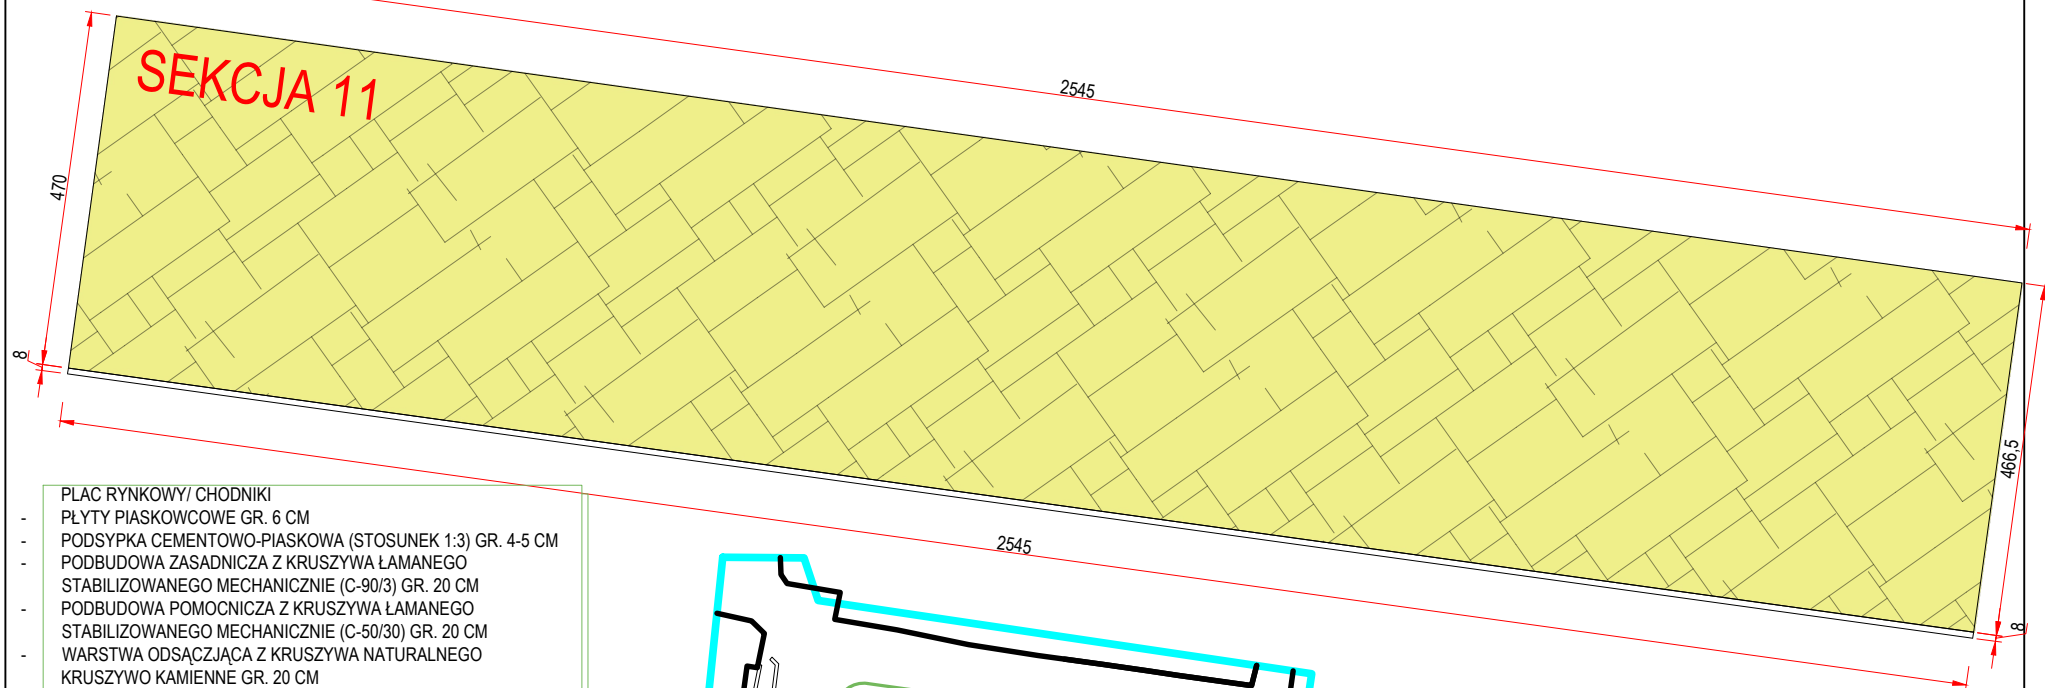 SEKCJA 11
2545
470
8
466,5
8
2545
PLAC RYNKOWY/ CHODNIKI
- PŁYTY PIASKOWCOWE GR. 6 CM
- PODSYPKA CEMENTOWO-PIASKOWA (STOSUNEK 1:3) GR. 4-5 CM
- PODBUDOWA ZASADNICZA Z KRUSZYWA ŁAMANEGO
STABILIZOWANEGO MECHANICZNIE (C-90/3) GR. 20 CM
- PODBUDOWA POMOCNICZA Z KRUSZYWA ŁAMANEGO
STABILIZOWANEGO MECHANICZNIE (C-50/30) GR. 20 CM
- WARSTWA ODSĄCZJĄCA Z KRUSZYWA NATURALNEGO
KRUSZYWO KAMIENNE GR. 20 CM